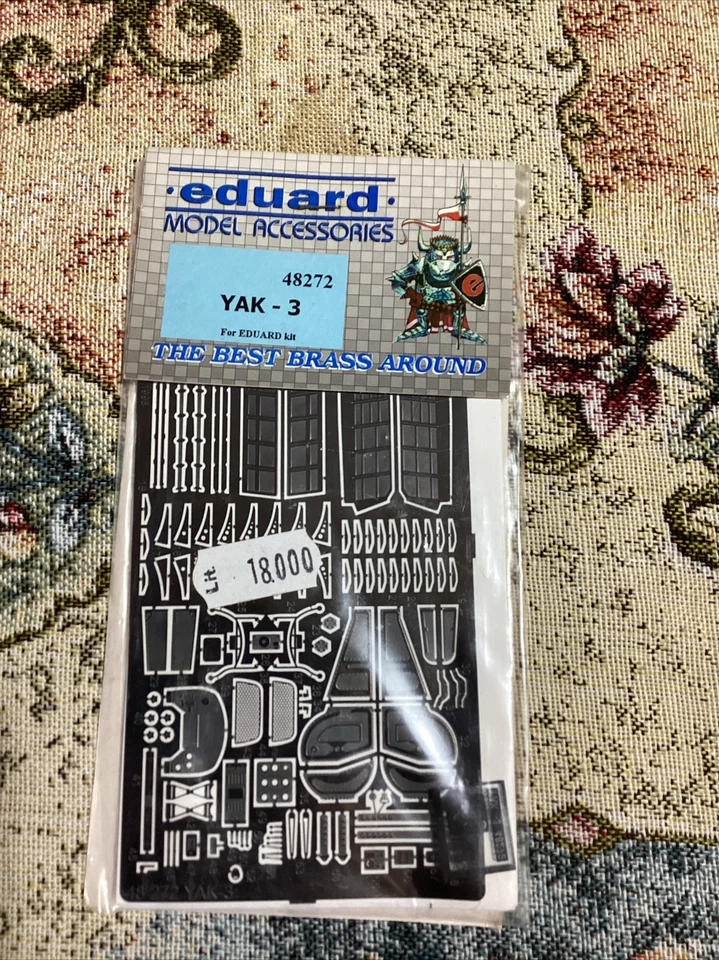 ·eduard·
MODEL ACCESSORIES
48272
YAK - 3
For EDUARD kit
THE BEST BRASS AROUND
Lit. 18.000
48 272 YAK-3